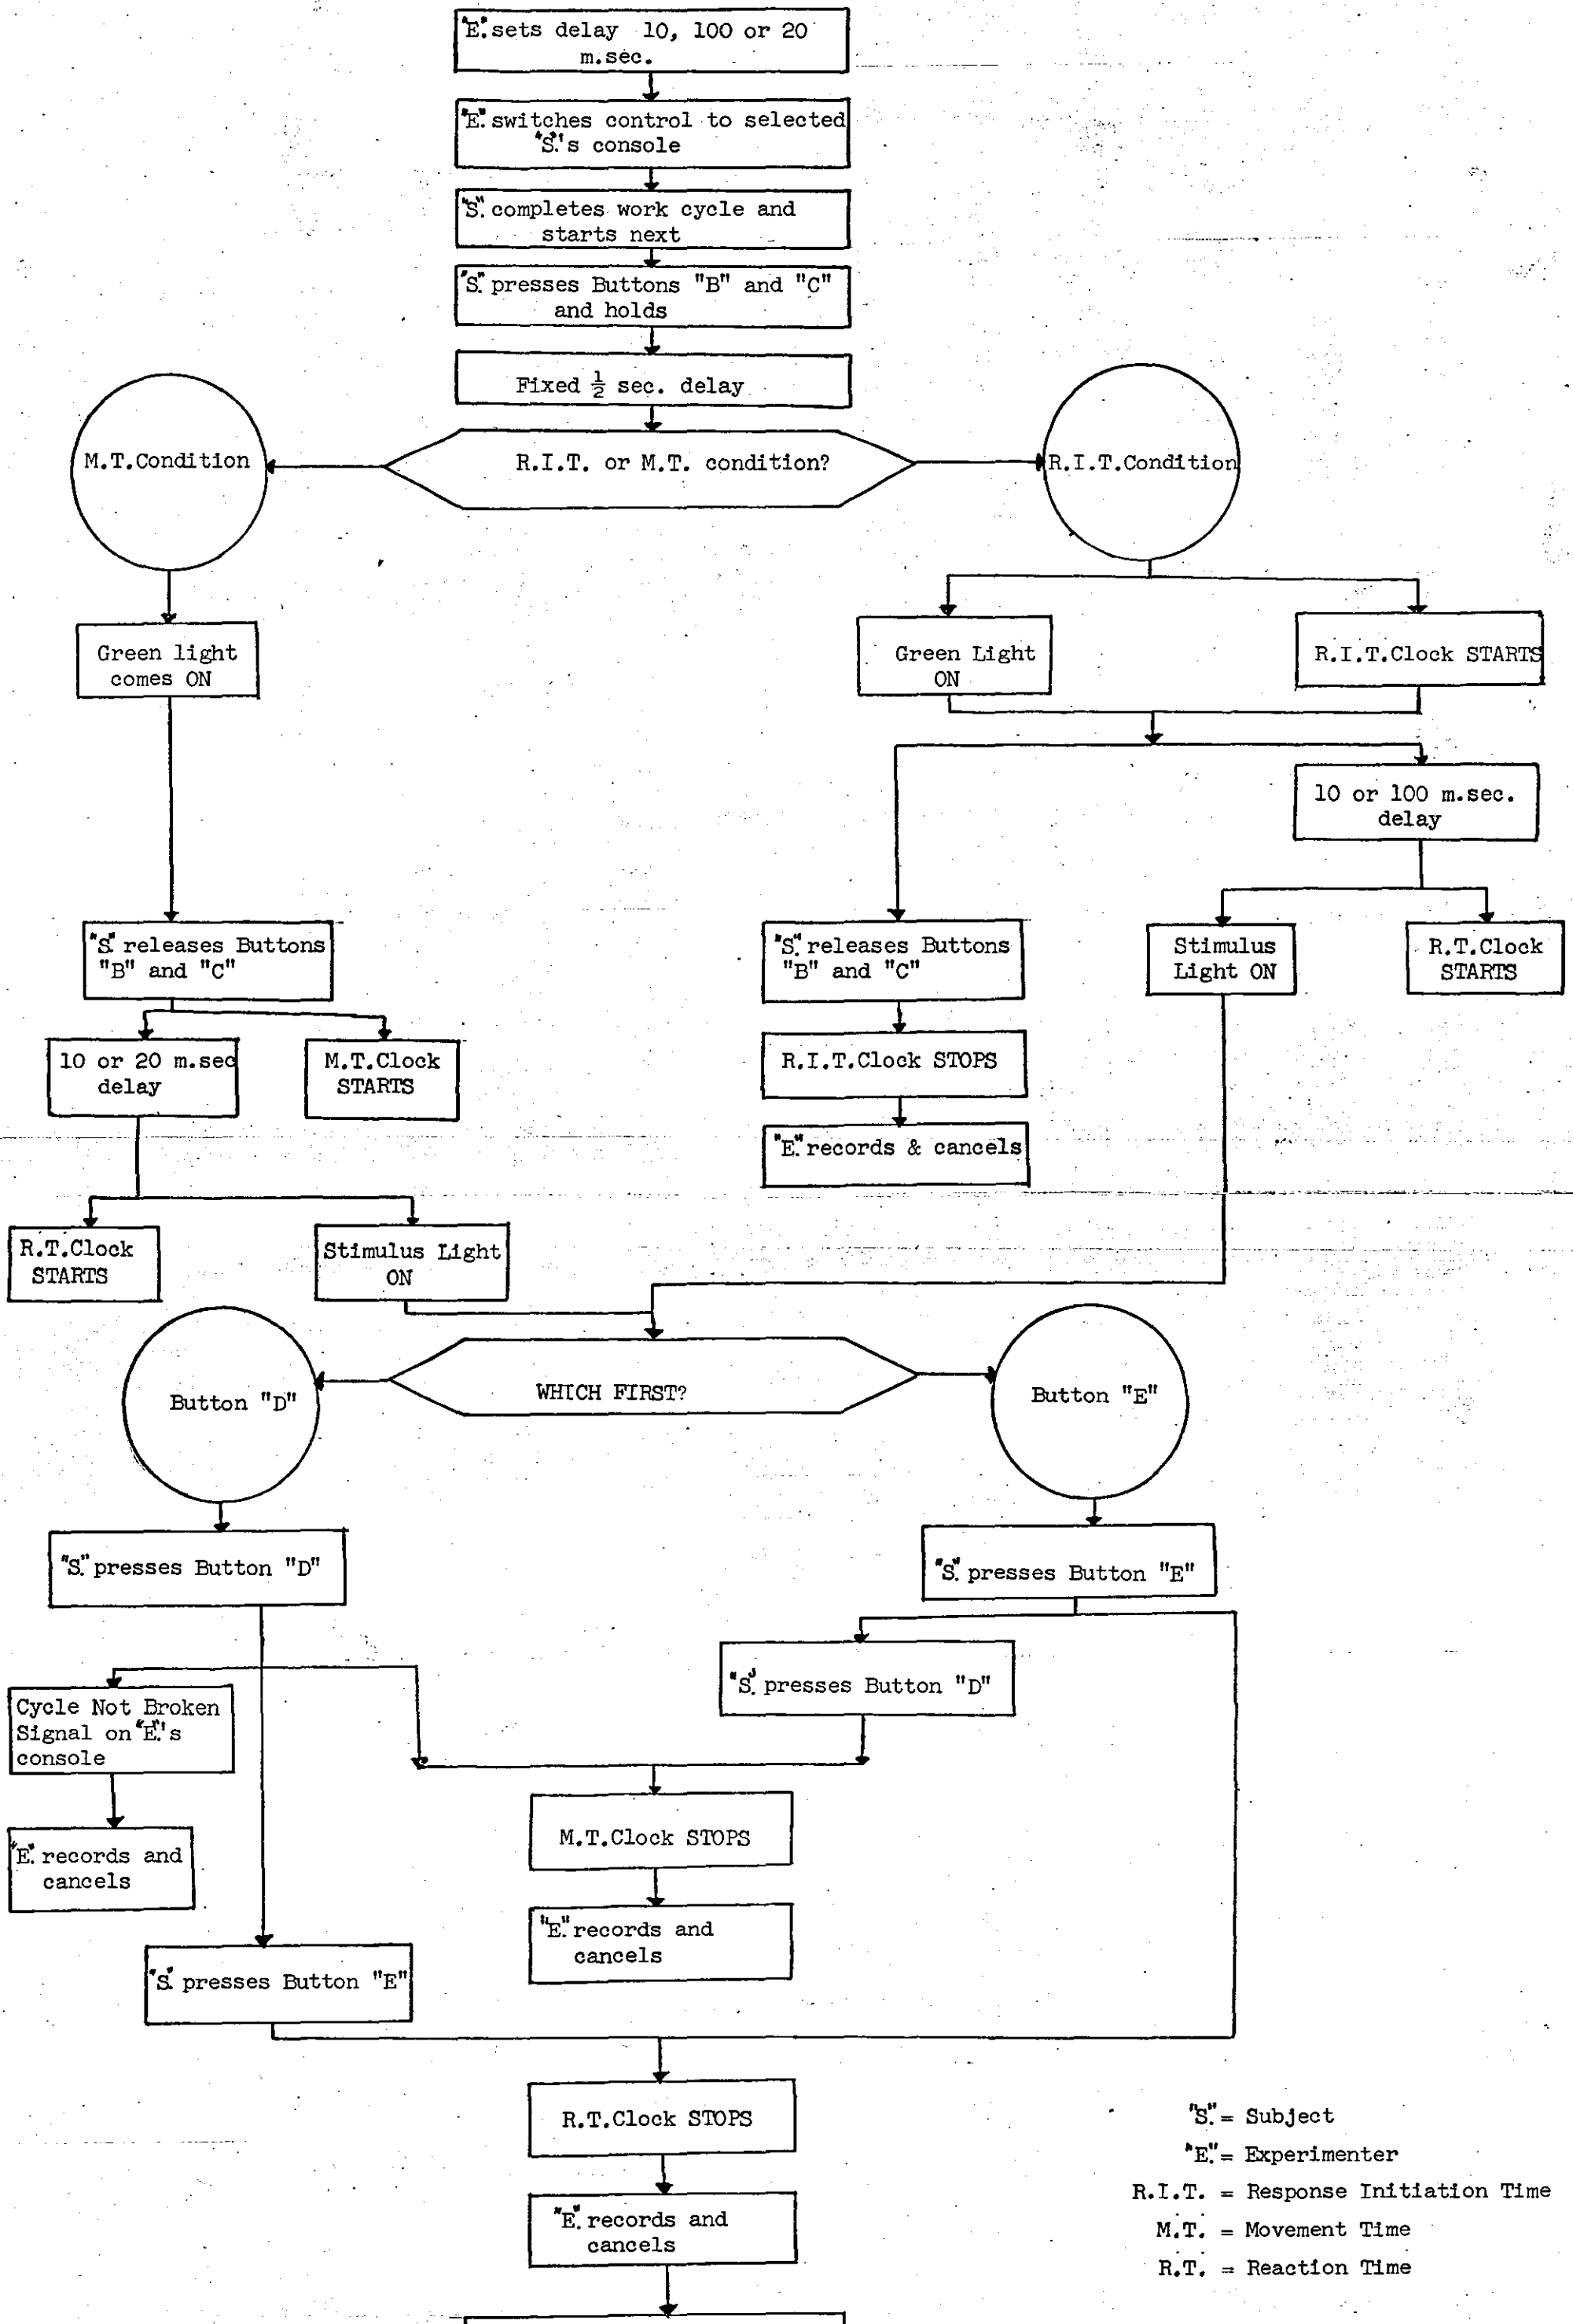 "E". sets delay 10, 100 or 20
m.sec.
"E". switches control to selected
"S".'s console
"S". completes work cycle and
starts next
"S". presses Buttons "B" and "C"
and holds
Fixed ½ sec. delay
M.T.Condition
R.I.T. or M.T. condition?
R.I.T.Condition
Green light
comes ON
Green Light
ON
R.I.T.Clock STARTS
10 or 100 m.sec.
delay
"S". releases Buttons
"B" and "C"
"S". releases Buttons
"B" and "C"
Stimulus
Light ON
R.T.Clock
STARTS
10 or 20 m.sec
delay
M.T.Clock
STARTS
R.I.T.Clock STOPS
"E". records & cancels
R.T.Clock
STARTS
Stimulus Light
ON
Button "D"
WHICH FIRST?
Button "E"
"S". presses Button "D"
"S". presses Button "E"
"S". presses Button "D"
Cycle Not Broken
Signal on "E".'s
console
M.T.Clock STOPS
"E". records and
cancels
"E". records and
cancels
"S". presses Button "E"
R.T.Clock STOPS
"E". records and
cancels
"S". = Subject
"E". = Experimenter
R.I.T. = Response Initiation Time
M.T. = Movement Time
R.T. = Reaction Time